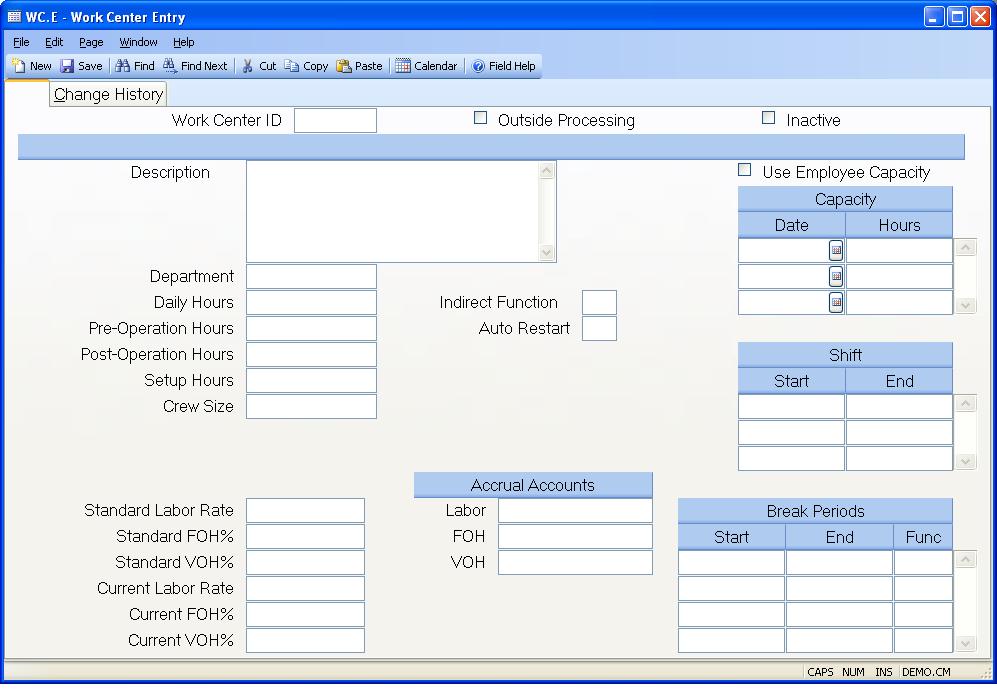 WC.E - Work Center Entry
File Edit Page Window Help
New Save Find Find Next Cut Copy Paste Calendar Field Help
Change History
Work Center ID Outside Processing Inactive
Description Use Employee Capacity
Capacity
Date Hours
Department
Daily Hours Indirect Function
Pre-Operation Hours Auto Restart
Post-Operation Hours Shift
Setup Hours Start End
Crew Size
Accrual Accounts
Standard Labor Rate Labor Break Periods
Standard FOH% FOH Start End Func
Standard VOH% VOH
Current Labor Rate
Current FOH%
Current VOH%
CAPS NUM INS DEMO.CM